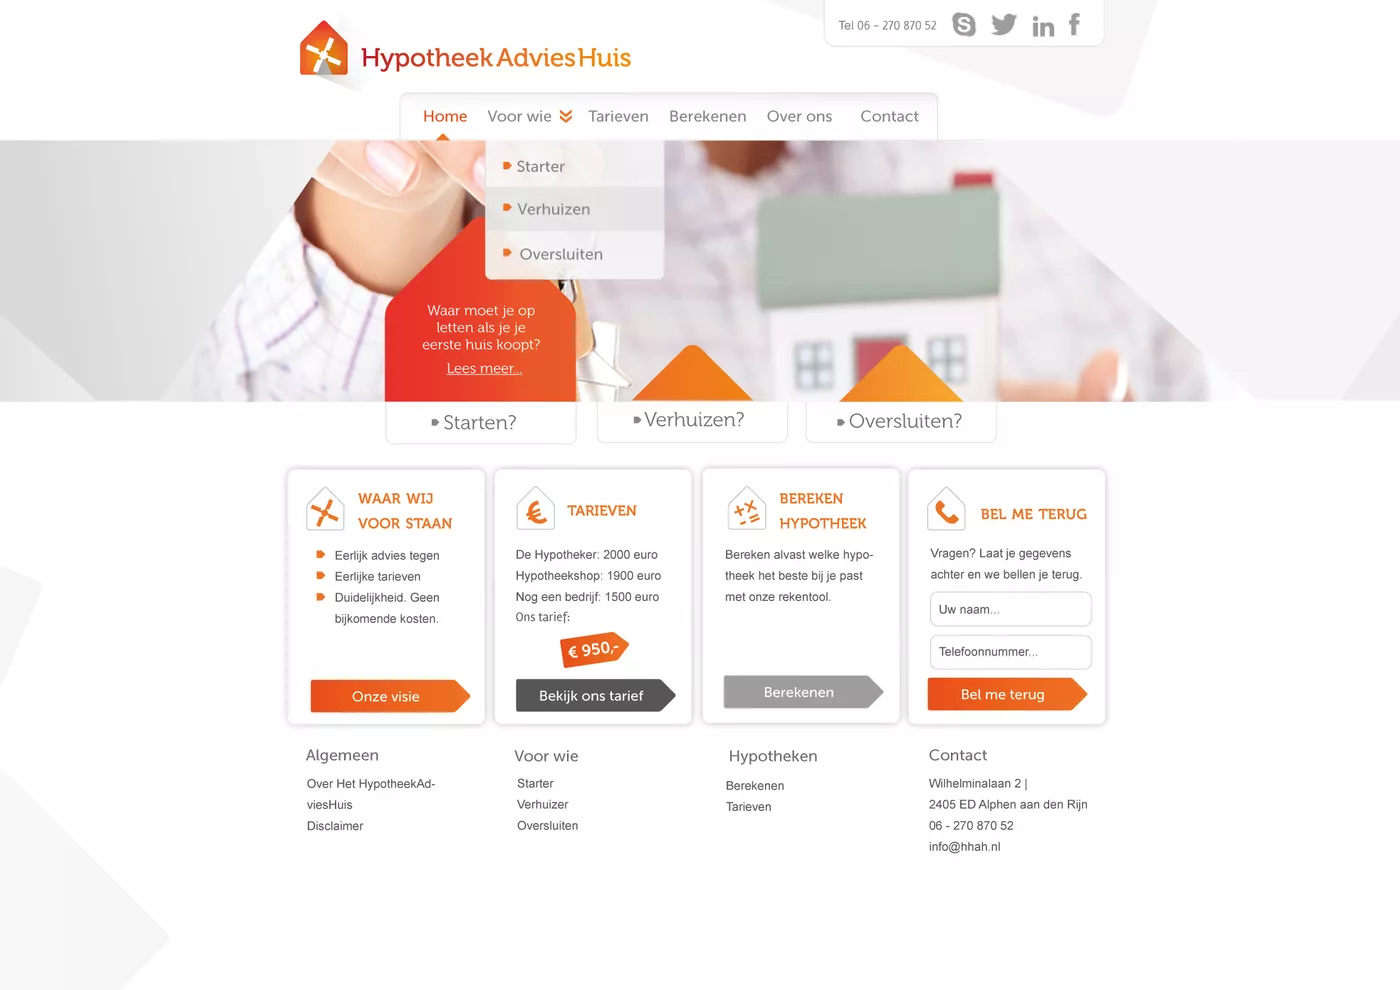 Tel 06 – 270 870 52
HypotheekAdviesHuis
Home
Voor wie
Tarieven
Berekenen
Over ons
Contact
Starter
Verhuizen
Oversluiten
Waar moet je op
letten als je je
eerste huis koopt?
Lees meer...
Starten?
Verhuizen?
Oversluiten?
WAAR WIJ
VOOR STAAN
Eerlijk advies tegen
Eerlijke tarieven
Duidelijkheid. Geen
bijkomende kosten.
Onze visie
TARIEVEN
De Hypotheker: 2000 euro
Hypotheekshop: 1900 euro
Nog een bedrijf: 1500 euro
Ons tarief:
€ 950,-
Bekijk ons tarief
BEREKEN
HYPOTHEEK
Bereken alvast welke hypo-
theek het beste bij je past
met onze rekentool.
Berekenen
BEL ME TERUG
Vragen? Laat je gegevens
achter en we bellen je terug.
Uw naam...
Telefoonnummer...
Bel me terug
Algemeen
Over Het HypotheekAd-
viesHuis
Disclaimer
Voor wie
Starter
Verhuizer
Oversluiten
Hypotheken
Berekenen
Tarieven
Contact
Wilhelminalaan 2 |
2405 ED Alphen aan den Rijn
06 - 270 870 52
info@hhah.nl